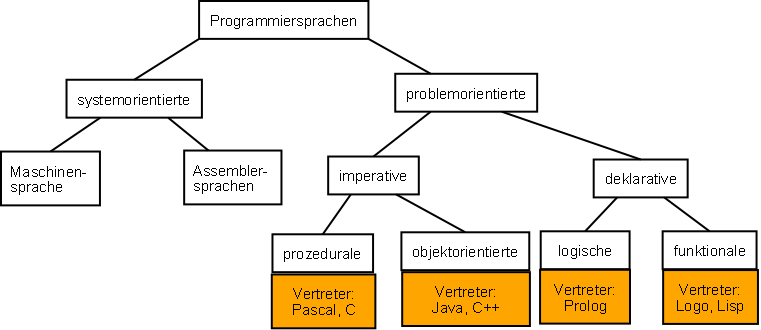 Programmiersprachen
systemorientierte
problemorientierte
Maschinen-
sprache
Assembler-
sprachen
imperative
deklarative
prozedurale
objektorientierte
logische
funktionale
Vertreter:
Pascal, C
Vertreter:
Java, C++
Vertreter:
Prolog
Vertreter:
Logo, Lisp